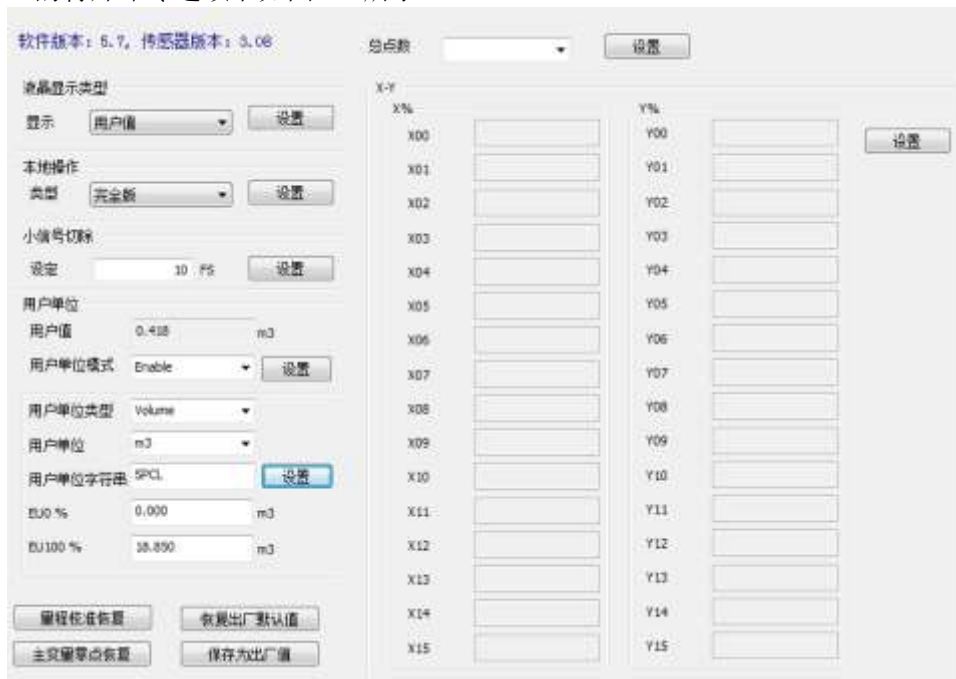 软件版本：5.7，传感器版本：3.08
总点数
设置
液晶显示类型
显示 用户值 设置
本地操作
类型 完全版 设置
小信号切除
设定 10 FS 设置
用户单位
用户值 0.418 m3
用户单位模式 Enable 设置
用户单位类型 Volume
用户单位 m3
用户单位字符串 SPCL 设置
EU0 % 0.000 m3
EU100 % 18.850 m3
量程校准恢复 恢复出厂默认值
主变量零点恢复 保存为出厂值
X-Y
X% Y%
X00 Y00 设置
X01 Y01
X02 Y02
X03 Y03
X04 Y04
X05 Y05
X06 Y06
X07 Y07
X08 Y08
X09 Y09
X10 Y10
X11 Y11
X12 Y12
X13 Y13
X14 Y14
X15 Y15